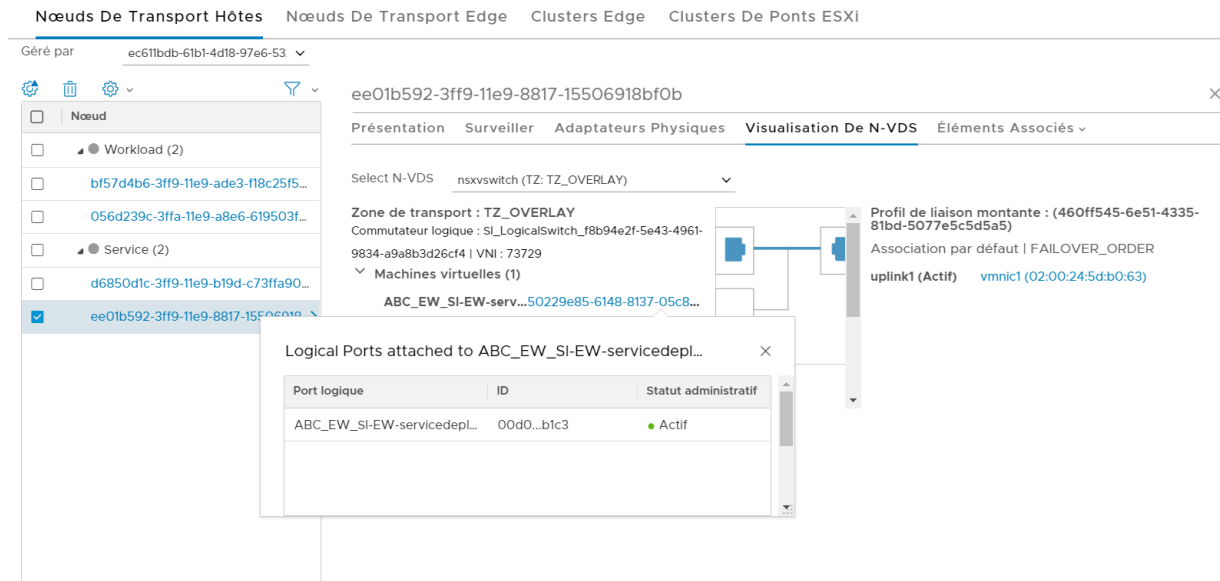 Nœuds De Transport Hôtes Nœuds De Transport Edge Clusters Edge Clusters De Ponts ESXi
Géré par ec611bdb-61b1-4d18-97e6-53.
Nœud
Workload (2)
bf57d4b6-3ff9-11e9-ade3-f18c25f5...
056d239c-3ffa-11e9-a8e6-619503f...
Service (2)
d6850d1c-3ff9-11e9-b19d-c73ffa90...
ee01b592-3ff9-11e9-8817-15506918
ee01b592-3ff9-11e9-8817-15506918bf0b
Présentation Surveiller Adaptateurs Physiques Visualisation De N-VDS Éléments Associés
Select N-VDS nsxvswitch (TZ: TZ_OVERLAY)
Zone de transport : TZ_OVERLAY
Commutateur logique : SI_LogicalSwitch_f8b94e2f-5e43-4961-
9834-a9a8b3d26cf4 | VNI : 73729
Machines virtuelles (1)
ABC_EW_SI-EW-serv...50229e85-6148-8137-05c8...
Profil de liaison montante : (460ff545-6e51-4335-
81bd-5077e5c5d5a5)
Association par défaut | FAILOVER_ORDER
uplink1 (Actif) vmnic1 (02:00:24:5d:b0:63)
Logical Ports attached to ABC_EW_SI-EW-servicedepl...
Port logique ID Statut administratif
ABC_EW_SI-EW-servicedepl... 00d0...b1c3 Actif